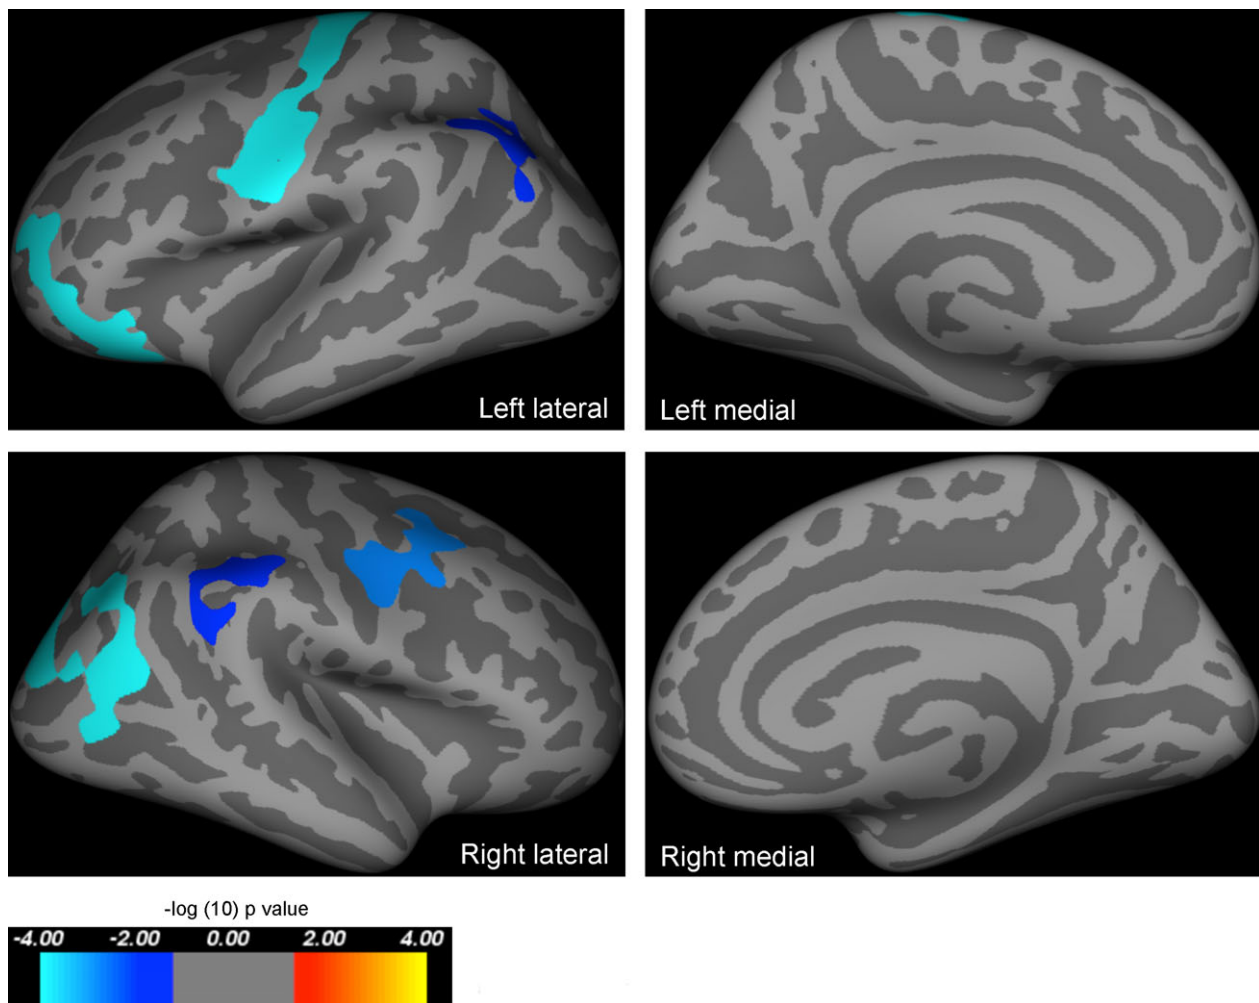 Left lateral
Left medial
Right lateral
Right medial
-log (10) p value
-4.00 -2.00 0.00 2.00 4.00